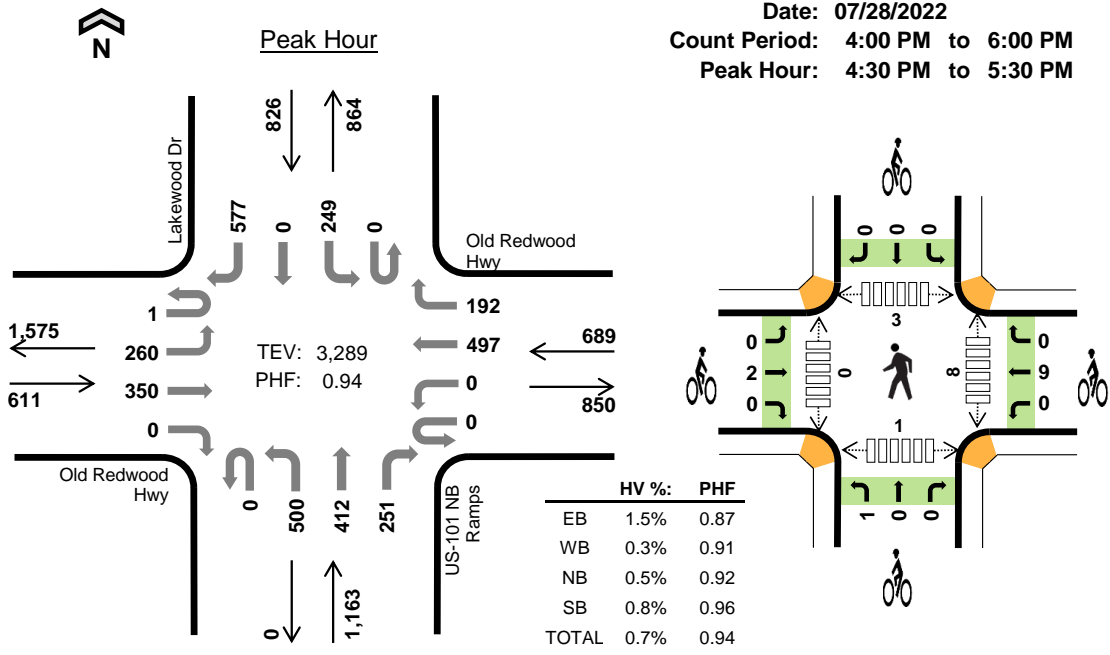 N
Peak Hour
Date: 07/28/2022
Count Period: 4:00 PM to 6:00 PM
Peak Hour: 4:30 PM to 5:30 PM
826
864
Lakewood Dr
577
0
249
0
Old Redwood
Hwy
1
260
350
0
1,575
611
TEV: 3,289
PHF: 0.94
192
497
0
0
689
850
Old Redwood
Hwy
0
500
412
251
US-101 NB
Ramps
0
1,163
HV %: PHF
EB 1.5% 0.87
WB 0.3% 0.91
NB 0.5% 0.92
SB 0.8% 0.96
TOTAL 0.7% 0.94
0
0
0
3
0
2
0
0
8
0
9
0
1
1
0
0